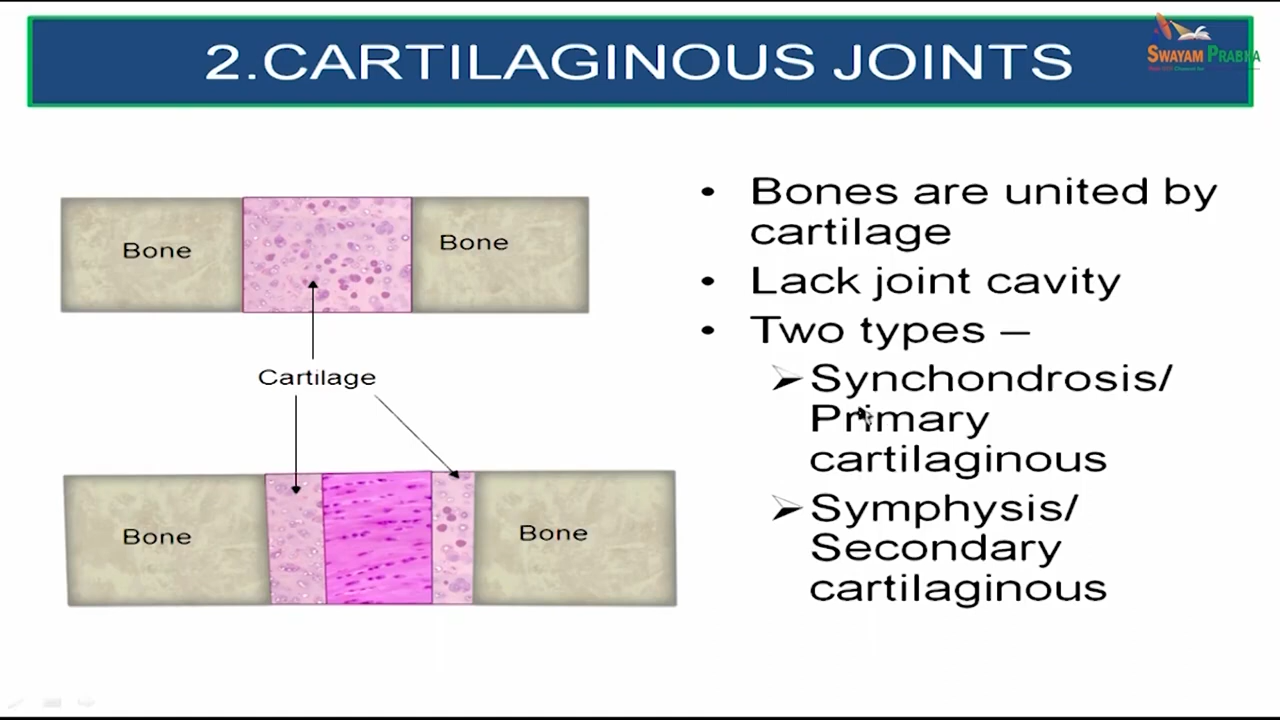 2.CARTILAGINOUS JOINTS
SWAYAM PRABHA
Bone
Bone
Cartilage
Bone
Bone
• Bones are united by
cartilage
• Lack joint cavity
• Two types –
➢ Synchondrosis/
Primary
cartilaginous
➢ Symphysis/
Secondary
cartilaginous